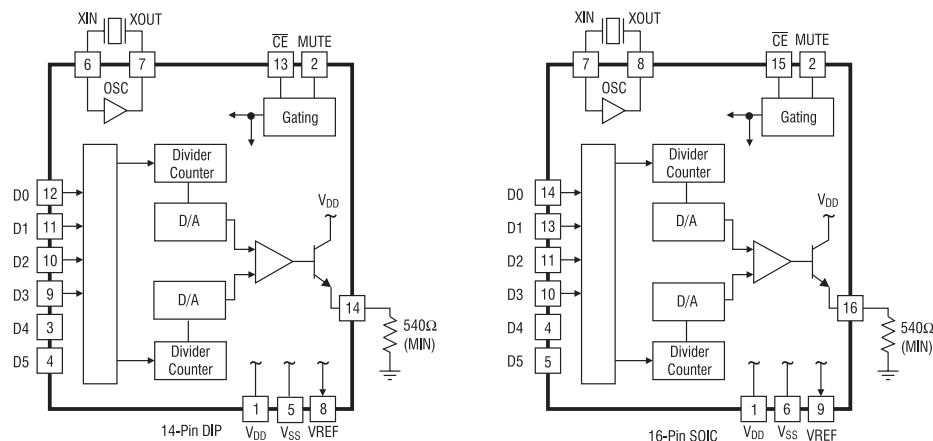 XIN XOUT
6 7
OSC
CE MUTE
13 2
Gating
Divider
Counter
D/A
D/A
Divider
Counter
VDD
D0 12
D1 11
D2 10
D3 9
D4 3
D5 4
14
540Ω
(MIN)
1 5 8
VDD VSS VREF
14-Pin DIP
XIN XOUT
7 8
OSC
CE MUTE
15 2
Gating
Divider
Counter
D/A
D/A
Divider
Counter
VDD
D0 14
D1 13
D2 11
D3 10
D4 4
D5 5
16
540Ω
(MIN)
1 6 9
VDD VSS VREF
16-Pin SOIC